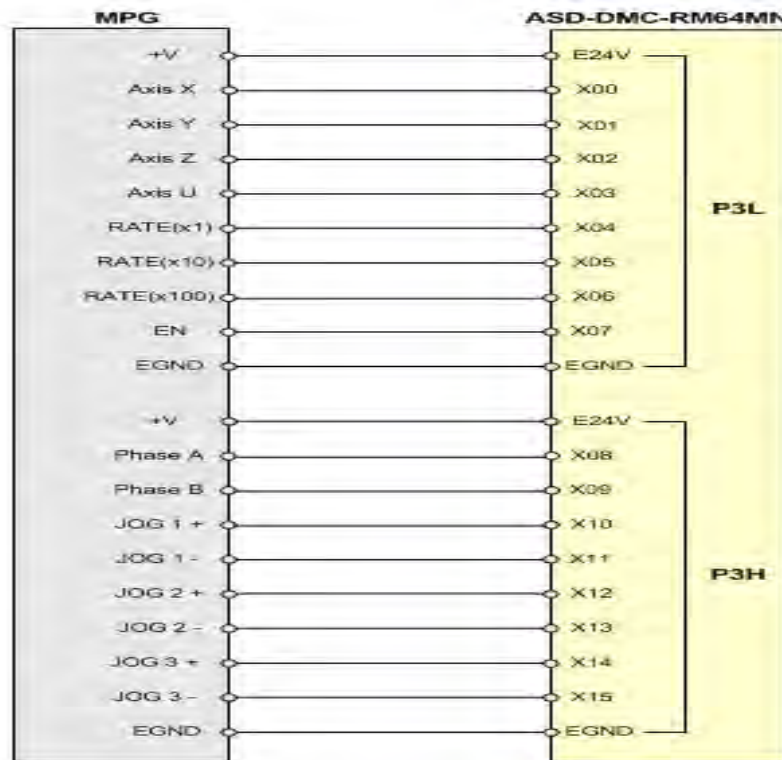 MPG ASD-DMC-RM64MN
+V E24V
Axis X X00
Axis Y X01
Axis Z X02
Axis U X03
P3L
RATE(x1) X04
RATE(x10) X05
RATE(x100) X06
EN X07
EGND EGND
+V E24V
Phase A X08
Phase B X09
JOG 1 + X10
JOG 1 - X11
P3H
JOG 2 + X12
JOG 2 - X13
JOG 3 + X14
JOG 3 - X15
EGND EGND